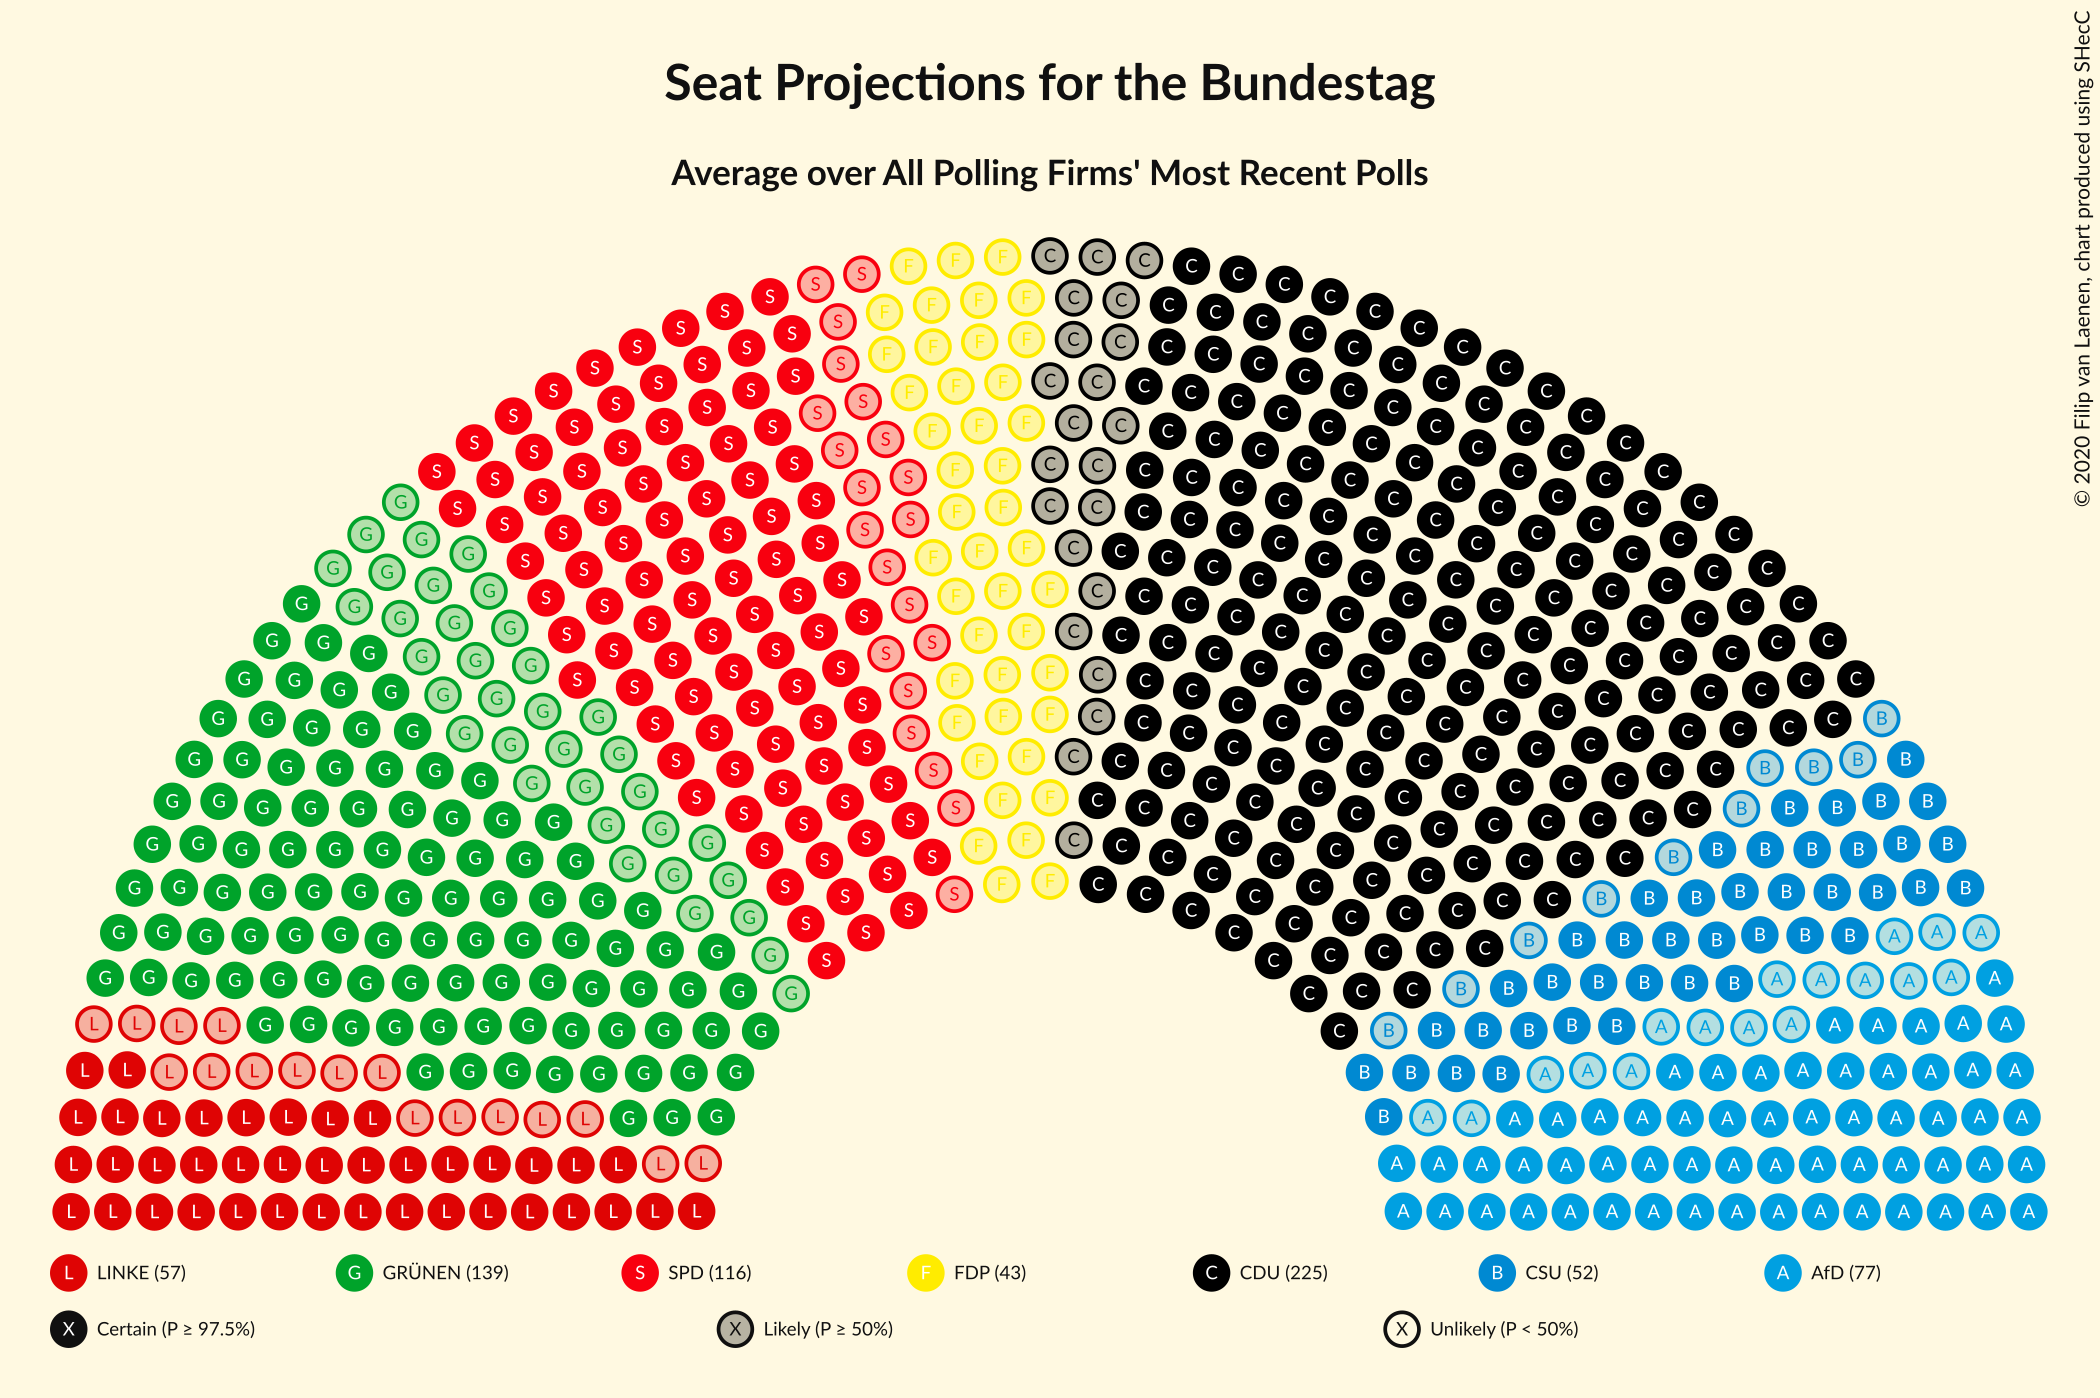 Seat Projections for the Bundestag
Average over All Polling Firms' Most Recent Polls
© 2020 Filip van Laenen, chart produced using SHecC
L LINKE (57) G GRÜNEN (139) S SPD (116) F FDP (43) C CDU (225) B CSU (52) A AfD (77)
X Certain (P ≥ 97.5%) X Likely (P ≥ 50%) X Unlikely (P < 50%)